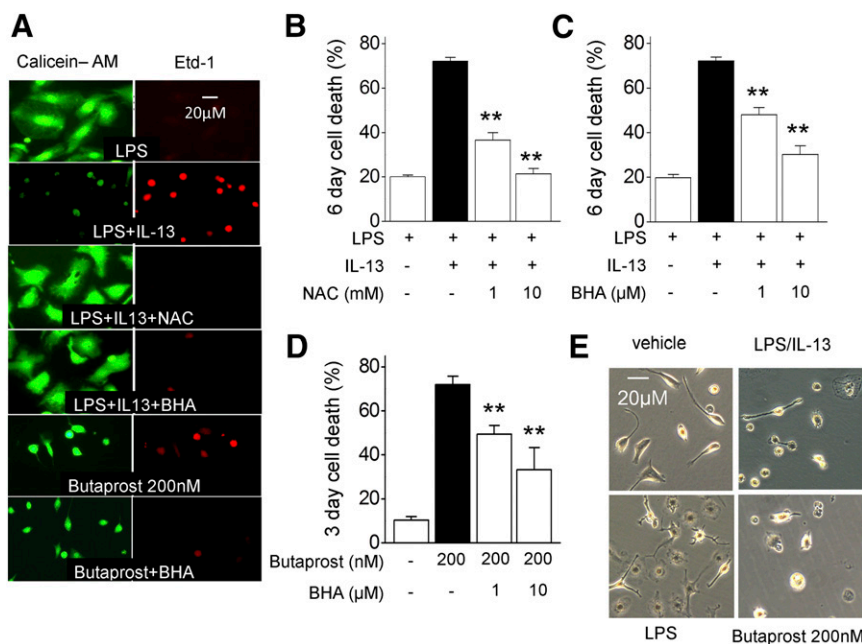 A
Calicein– AM Etd-1
20µM
LPS
LPS+IL-13
LPS+IL13+NAC
LPS+IL13+BHA
Butaprost 200nM
Butaprost+BHA
B
6 day cell death (%)
80
60
40
20
0
**
**
LPS + + + +
IL-13 - + + +
NAC (mM) - - 1 10
C
6 day cell death (%)
80
60
40
20
0
**
**
LPS + + + +
IL-13 - + + +
BHA (µM) - - 1 10
D
3 day cell death (%)
80
60
40
20
0
**
**
Butaprost (nM) - 200 200 200
BHA (µM) - - 1 10
E
vehicle LPS/IL-13
20µM
LPS Butaprost 200nM